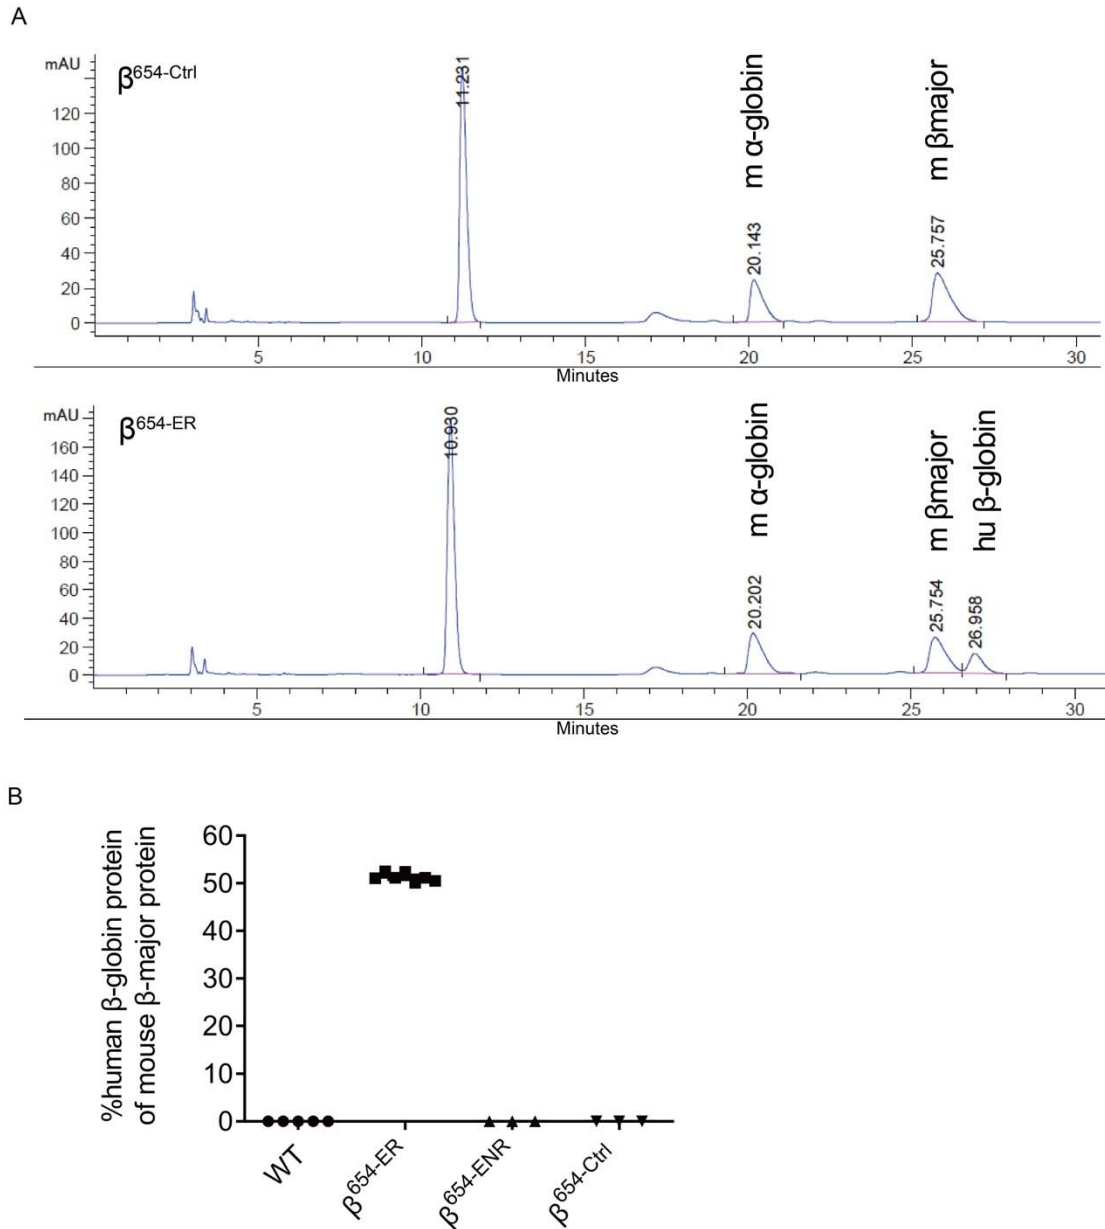 A
mAU
β654-Ctrl
11.231
m α-globin
m βmajor
20.143
25.757
120
100
80
60
40
20
0
5
10
15
20
25
30
Minutes
mAU
β654-ER
10.930
m α-globin
m βmajor
hu β-globin
20.202
25.754
26.958
160
140
120
100
80
60
40
20
0
5
10
15
20
25
30
Minutes
B
%human β-globin protein
of mouse β-major protein
60
50
40
30
20
10
0
WT
β654-ER
β654-ENR
β654-Ctrl